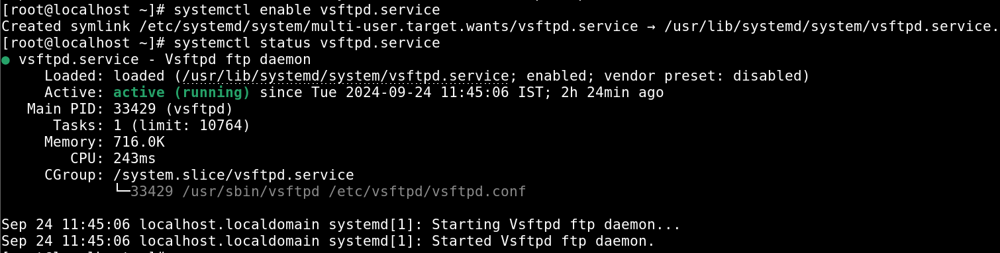 [root@localhost ~]# systemctl enable vsftpd.service
Created symlink /etc/systemd/system/multi-user.target.wants/vsftpd.service → /usr/lib/systemd/system/vsftpd.service.
[root@localhost ~]# systemctl status vsftpd.service
● vsftpd.service - Vsftpd ftp daemon
     Loaded: loaded (/usr/lib/systemd/system/vsftpd.service; enabled; vendor preset: disabled)
     Active: active (running) since Tue 2024-09-24 11:45:06 IST; 2h 24min ago
   Main PID: 33429 (vsftpd)
      Tasks: 1 (limit: 10764)
     Memory: 716.0K
        CPU: 243ms
     CGroup: /system.slice/vsftpd.service
             └─33429 /usr/sbin/vsftpd /etc/vsftpd/vsftpd.conf
Sep 24 11:45:06 localhost.localdomain systemd[1]: Starting Vsftpd ftp daemon...
Sep 24 11:45:06 localhost.localdomain systemd[1]: Started Vsftpd ftp daemon.